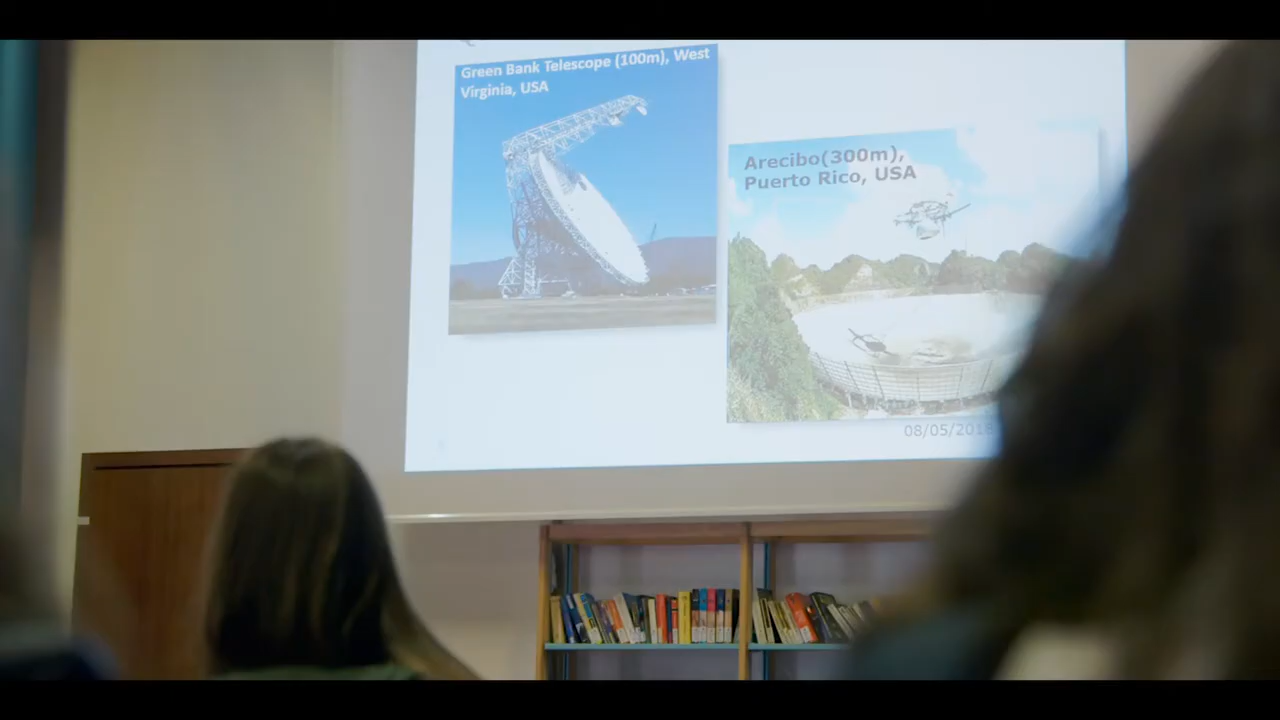 Green Bank Telescope (100m), West
Virginia, USA
Arecibo(300m),
Puerto Rico, USA
08/05/2018